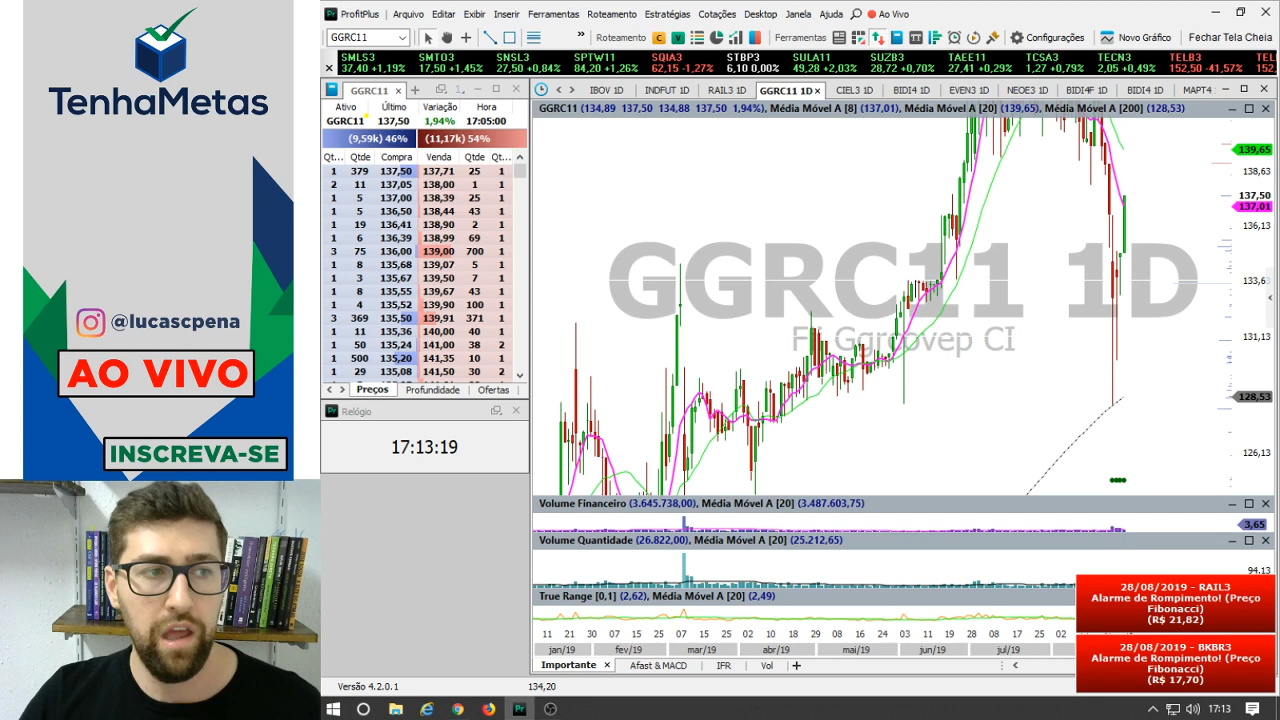 TenhaMetas
@lucascpena
AO VIVO
INSCREVA-SE
ProfitPlus Arquivo Editar Exibir Inserir Ferramentas Roteamento Estratégias Cotações Desktop Janela Ajuda Ao Vivo
GGRC11 Roteamento Ferramentas Configurações Novo Gráfico Fechar Tela Cheia
SMLS3 SMTO3 SNSL3 SPTW11 SQIA3 STBP3 SULA11 SUZB3 TAEE11 TCSA3 TECN3 TELB3
37,40 +1,19% 17,50 +1,45% 27,50 +0,84% 84,20 +1,26% 62,15 -1,27% 6,10 0,00% 49,28 +2,03% 28,72 +0,70% 27,41 +0,29% 1,27 +0,79% 2,05 +0,49% 152,50 -41,57%
GGRC11
Ativo Último Variação Hora
GGRC11 137,50 1,94% 17:05:00
(9,59k) 46% (11,17k) 54%
Qt... Qtde Compra Venda Qtde Qt...
1 379 137,50 137,71 25 1
2 11 137,05 138,00 1 1
1 5 137,00 138,39 25 1
1 5 136,50 138,44 43 1
1 19 136,41 138,90 2 1
1 6 136,39 138,99 69 1
3 75 136,00 139,00 700 1
1 8 135,68 139,07 5 1
1 3 135,67 139,50 7 1
1 8 135,55 139,67 43 1
1 4 135,52 139,90 100 1
3 369 135,50 139,91 371 1
1 11 135,36 140,00 40 1
1 50 135,24 141,00 38 2
1 500 135,20 141,35 10 1
1 29 135,08 141,50 30 2
Preços Profundidade Ofertas
Relógio
17:13:19
IBOV 1D INDFUT 1D RAIL3 1D GGRC11 1D CIEL3 1D BIDI4 1D EVEN3 1D NEOE3 1D BIDI4F 1D BIDI4 1D MAPT4
GGRC11 (134,89 137,50 134,88 137,50 1,94%), Média Móvel A [8] (137,01), Média Móvel A [20] (139,65), Média Móvel A [200] (128,53)
GGRC11 1D
Fii Ggrcovep CI
139,65
138,63
137,50
137,01
136,13
133,63
131,13
128,53
126,13
Volume Financeiro (3.645.738,00), Média Móvel A [20] (3.487.603,75)
3,65
Volume Quantidade (26.822,00), Média Móvel A [20] (25.212,65)
94,13
True Range [0,1] (2,62), Média Móvel A [20] (2,49)
11 21 30 07 15 25 07 15 25 02 10 18 29 08 16 24 03 11 19 28 08 17 25 02
jan/19 fev/19 mar/19 abr/19 mai/19 jun/19 jul/19
Importante Afast & MACD IFR Vol
28/08/2019 - RAIL3
Alarme de Rompimento! (Preço
Fibonacci)
(R$ 21,82)
28/08/2019 - BKBR3
Alarme de Rompimento! (Preço
Fibonacci)
(R$ 17,70)
Versão 4.2.0.1 134,20
17:13